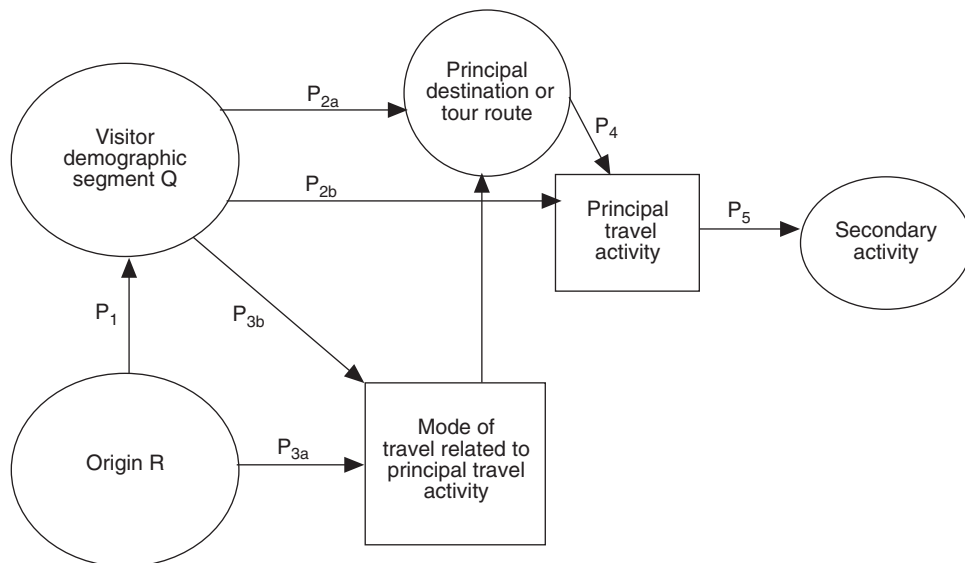 Visitor
demographic
segment Q
P2a
Principal
destination or
tour route
P4
P2b
Principal
travel
activity
P5
Secondary
activity
P1
P3b
Origin R
P3a
Mode of
travel related to
principal travel
activity